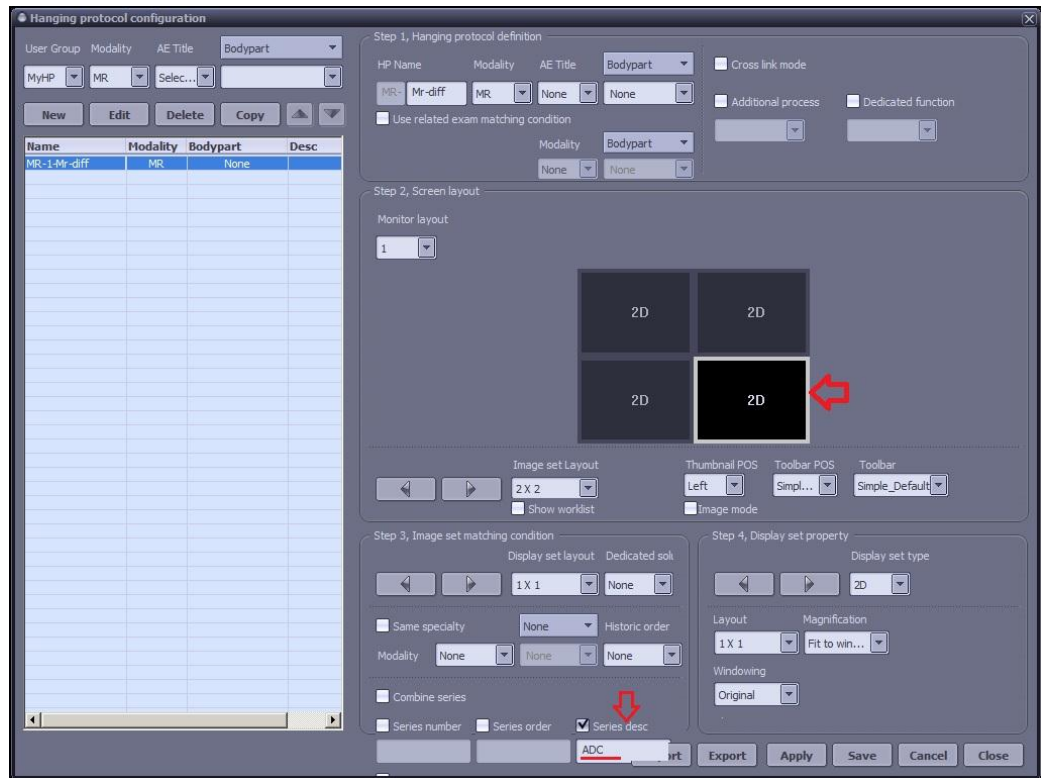 Hanging protocol configuration
User Group Modality AE Title Bodypart
MyHP MR Selec...
New Edit Delete Copy
Name Modality Bodypart Desc
MR-1-Mr-diff MR None
Step 1, Hanging protocol definition
HP Name Modality AE Title Bodypart
MR- Mr-diff MR None None
Use related exam matching condition
Modality Bodypart
None None
Cross link mode
Additional process Dedicated function
Step 2, Screen layout
Monitor layout
1
2D 2D
2D 2D
Image set Layout Thumbnail POS Toolbar POS Toolbar
2 X 2 Left Simpl... Simple_Default
Show worklist Image mode
Step 3, Image set matching condition
Display set layout Dedicated solu
1 X 1 None
Same specialty None Historic order
Modality None None None
Combine series
Series number Series order Series desc
ADC
Step 4, Display set property
Display set type
2D
Layout Magnification
1 X 1 Fit to win...
Windowing
Original
ort Export Apply Save Cancel Close